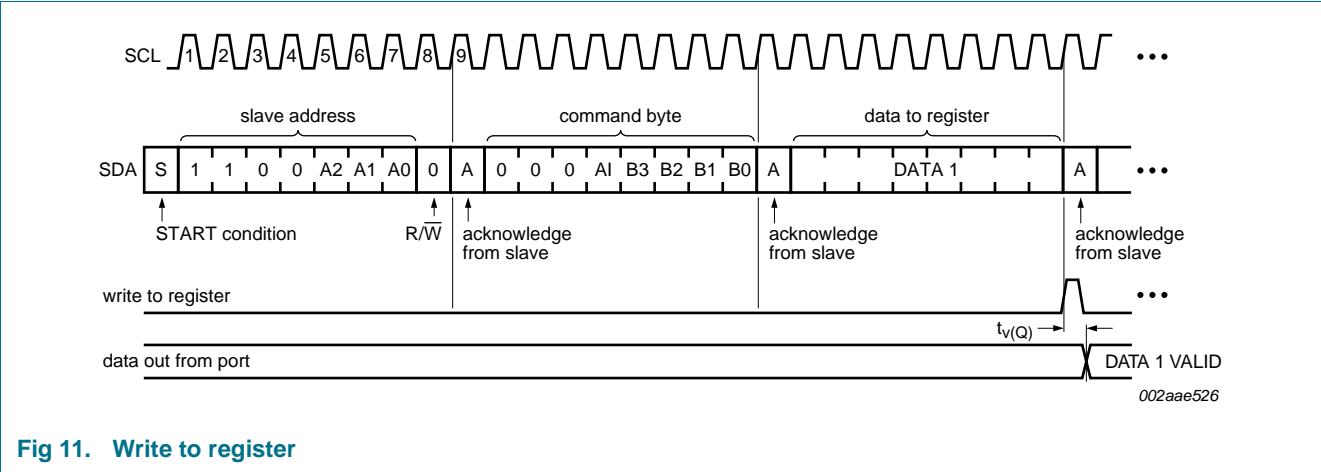 SCL 1 2 3 4 5 6 7 8 9 •••
slave address command byte data to register
SDA S 1 1 0 0 A2 A1 A0 0 A 0 0 0 AI B3 B2 B1 B0 A DATA 1 A •••
START condition R/W̅ acknowledge from slave acknowledge from slave acknowledge from slave
write to register •••
tv(Q)
data out from port DATA 1 VALID
002aae526
Fig 11. Write to register